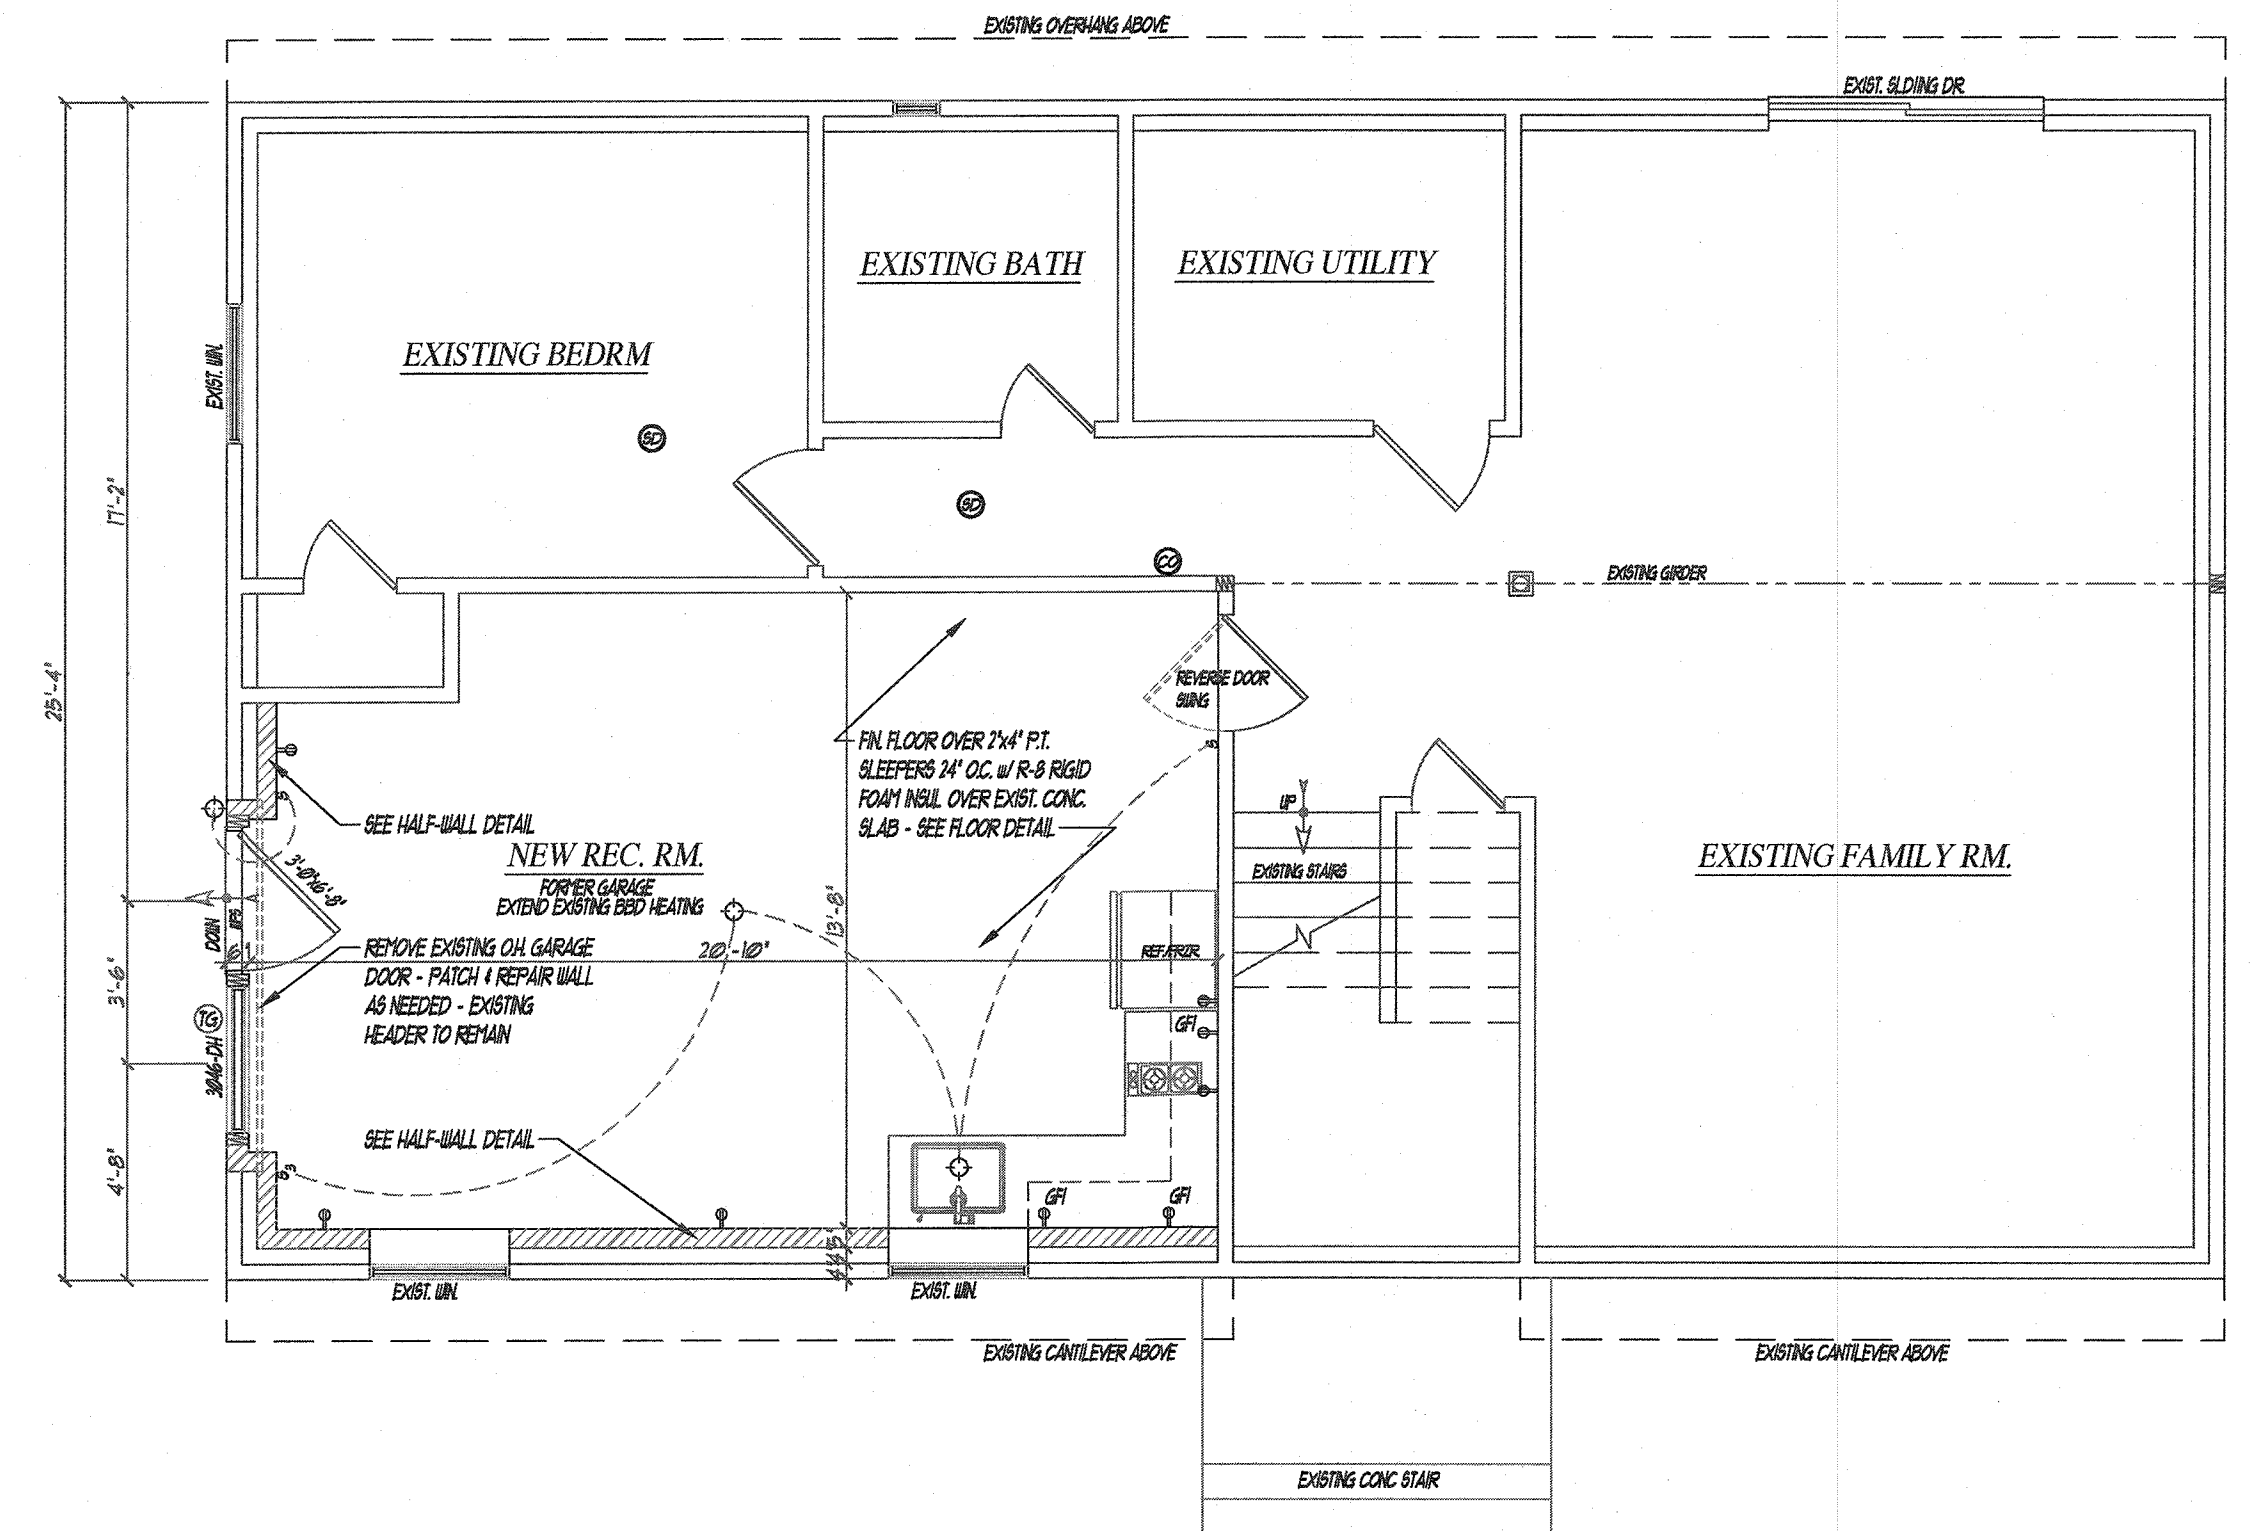 EXISTING OVERHANG ABOVE
EXIST. SLDING DR.
EXISTING BATH
EXISTING UTILITY
EXISTING BEDRM
EXIST. WIN.
SD
SD
17'-2"
CO
EXISTING GIRDER
25'-4"
REVERSE DOOR
SWING
FIN. FLOOR OVER 2"x4" P.T.
SLEEPERS 24" O.C. w/ R-8 RIGID
FOAM INSUL OVER EXIST. CONC.
SLAB - SEE FLOOR DETAIL
S
S
UP
SEE HALF-WALL DETAIL
NEW REC. RM.
FORMER GARAGE
EXTEND EXISTING BBD HEATING
3'-0"x6'-8"
EXISTING STAIRS
EXISTING FAMILY RM.
13'-8"
DOWN
WPS
6"
REMOVE EXISTING O.H. GARAGE
DOOR - PATCH & REPAIR WALL
AS NEEDED - EXISTING
HEADER TO REMAIN
20'-10"
REF./FRZR.
3'-6"
TG
3046-DH
GFI
SEE HALF-WALL DETAIL
4'-8"
S3
GFI
GFI
EXIST. WIN.
EXIST. WIN.
EXISTING CANTILEVER ABOVE
EXISTING CANTILEVER ABOVE
EXISTING CONC STAIR